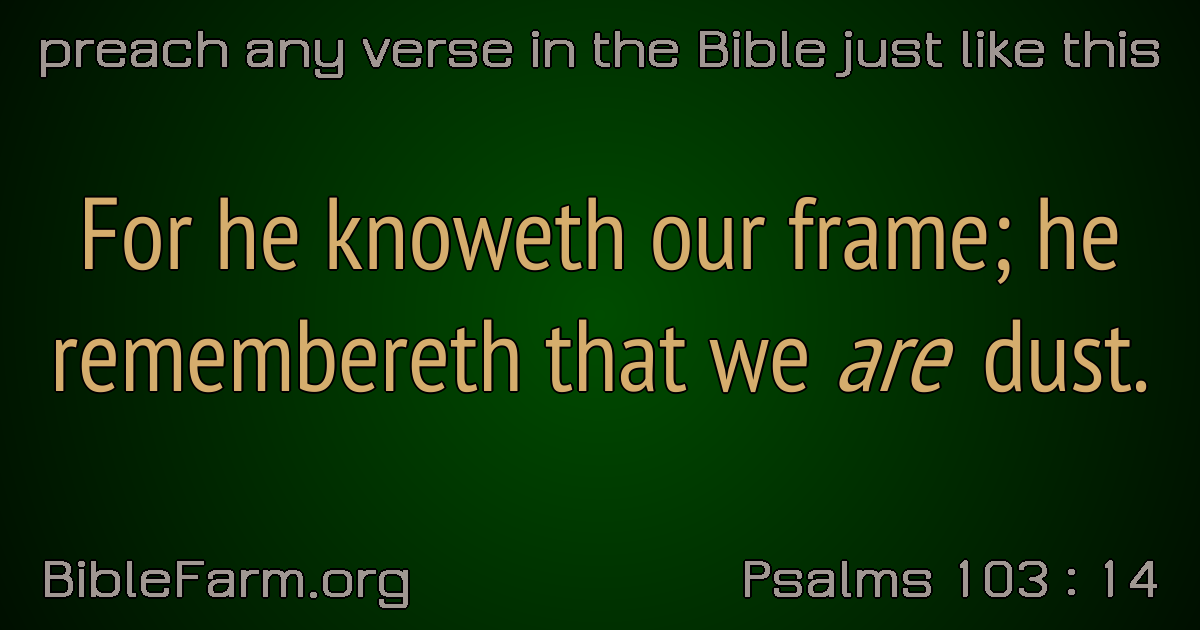 preach any verse in the Bible just like this
For he knoweth our frame; he
remembereth that we are dust.
BibleFarm.org
Psalms 103 : 14